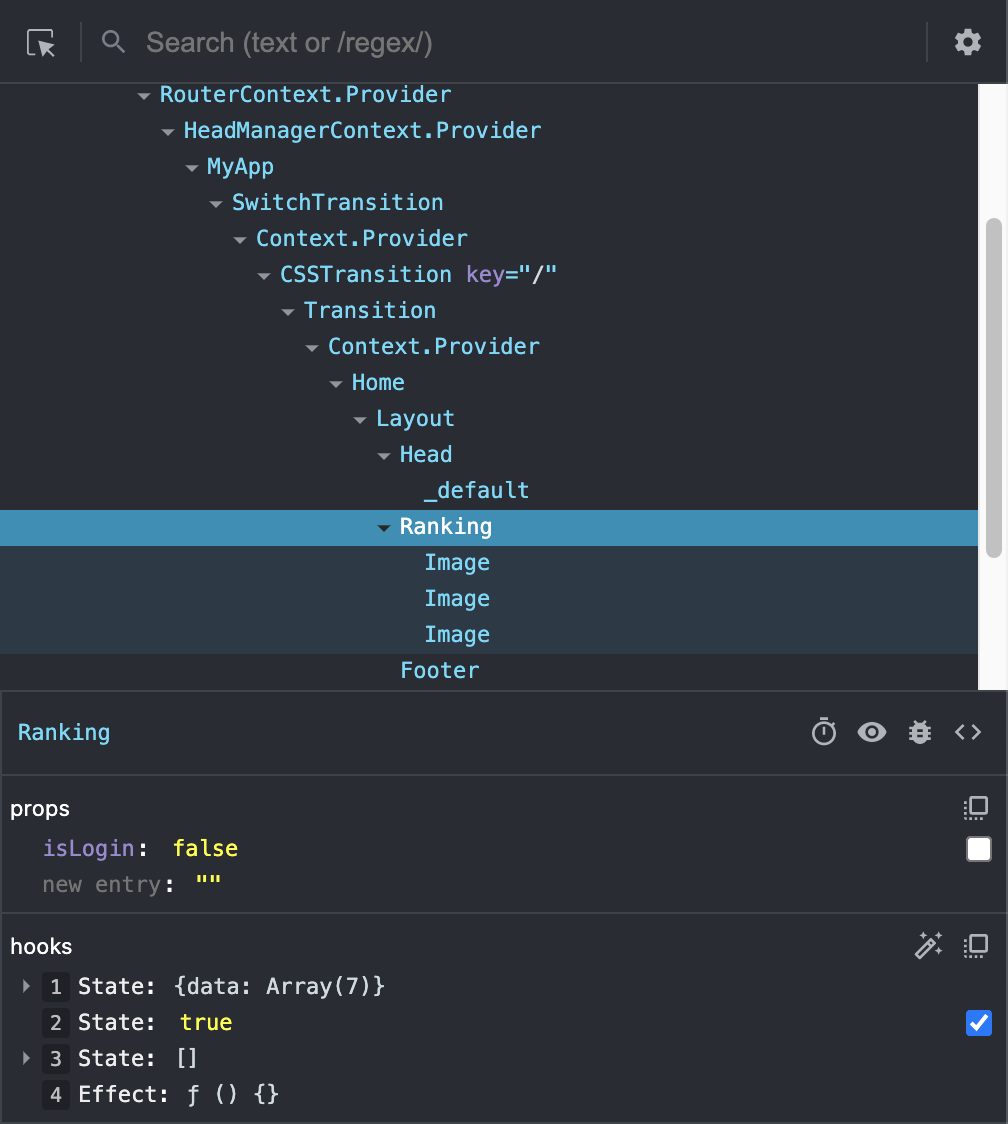 Search (text or /regex/)
RouterContext.Provider
HeadManagerContext.Provider
MyApp
SwitchTransition
Context.Provider
CSSTransition key="/"
Transition
Context.Provider
Home
Layout
Head
_default
Ranking
Image
Image
Image
Footer
Ranking
props
isLogin: false
new entry: ""
hooks
1 State: {data: Array(7)}
2 State: true
3 State: []
4 Effect: ƒ () {}